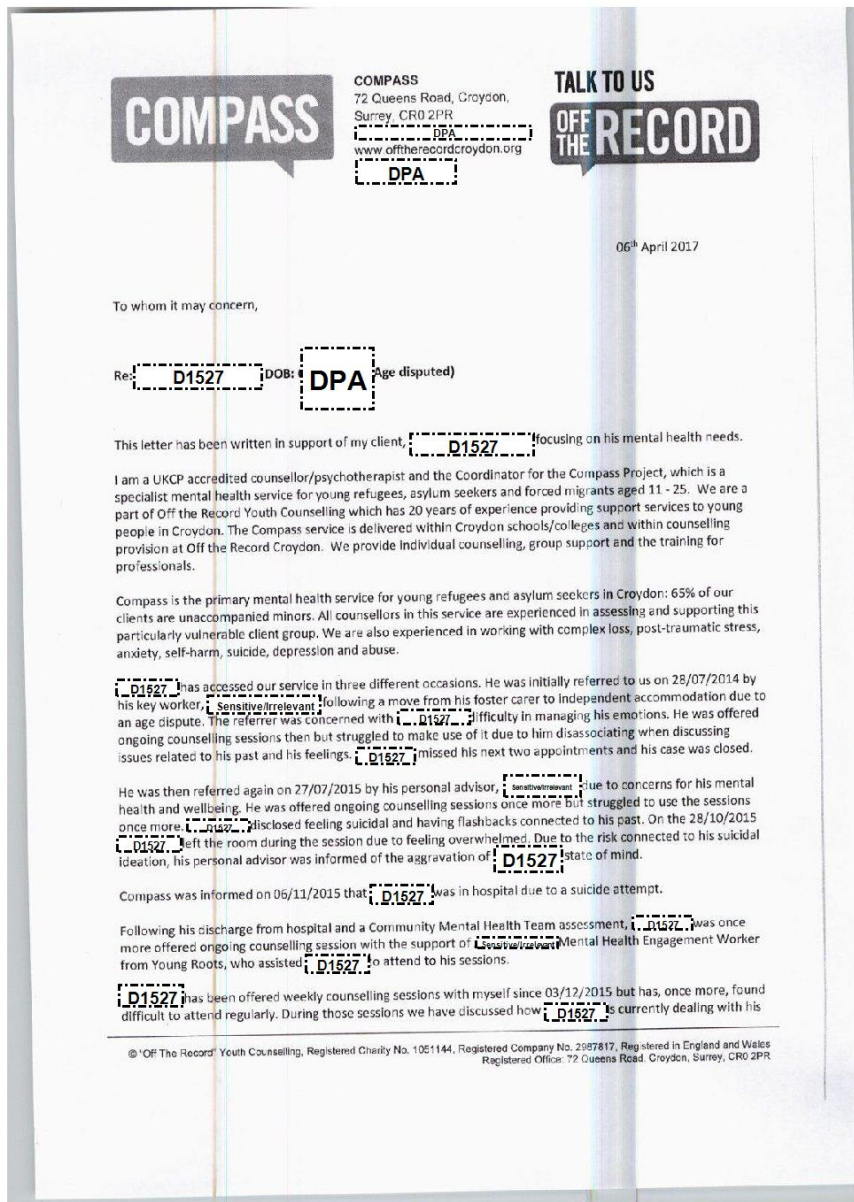 COMPASS
COMPASS
72 Queens Road, Croydon,
Surrey, CR0 2PR
DPA
www.offtherecordcroydon.org
DPA
TALK TO US
OFF THE RECORD
06th April 2017
To whom it may concern,
Re: D1527 DOB: DPA Age disputed)
This letter has been written in support of my client, D1527 focusing on his mental health needs.
I am a UKCP accredited counsellor/psychotherapist and the Coordinator for the Compass Project, which is a
specialist mental health service for young refugees, asylum seekers and forced migrants aged 11 - 25. We are a
part of Off the Record Youth Counselling which has 20 years of experience providing support services to young
people in Croydon. The Compass service is delivered within Croydon schools/colleges and within counselling
provision at Off the Record Croydon. We provide individual counselling, group support and the training for
professionals.
Compass is the primary mental health service for young refugees and asylum seekers in Croydon: 65% of our
clients are unaccompanied minors. All counsellors in this service are experienced in assessing and supporting this
particularly vulnerable client group. We are also experienced in working with complex loss, post-traumatic stress,
anxiety, self-harm, suicide, depression and abuse.
D1527 has accessed our service in three different occasions. He was initially referred to us on 28/07/2014 by
his key worker, Sensitive/Irrelevant following a move from his foster carer to independent accommodation due to
an age dispute. The referrer was concerned with D1527 difficulty in managing his emotions. He was offered
ongoing counselling sessions then but struggled to make use of it due to him disassociating when discussing
issues related to his past and his feelings. D1527 missed his next two appointments and his case was closed.
He was then referred again on 27/07/2015 by his personal advisor, Sensitive/Irrelevant due to concerns for his mental
health and wellbeing. He was offered ongoing counselling sessions once more but struggled to use the sessions
once more. D1527 disclosed feeling suicidal and having flashbacks connected to his past. On the 28/10/2015
D1527 left the room during the session due to feeling overwhelmed. Due to the risk connected to his suicidal
ideation, his personal advisor was informed of the aggravation of D1527 state of mind.
Compass was informed on 06/11/2015 that D1527 was in hospital due to a suicide attempt.
Following his discharge from hospital and a Community Mental Health Team assessment, D1527 was once
more offered ongoing counselling session with the support of Sensitive/Irrelevant Mental Health Engagement Worker
from Young Roots, who assisted D1527 to attend to his sessions.
D1527 has been offered weekly counselling sessions with myself since 03/12/2015 but has, once more, found
difficult to attend regularly. During those sessions we have discussed how D1527 is currently dealing with his
© 'Off The Record' Youth Counselling, Registered Charity No. 1051144, Registered Company No. 2987817, Registered in England and Wales
Registered Office: 72 Queens Road, Croydon, Surrey, CR0 2PR